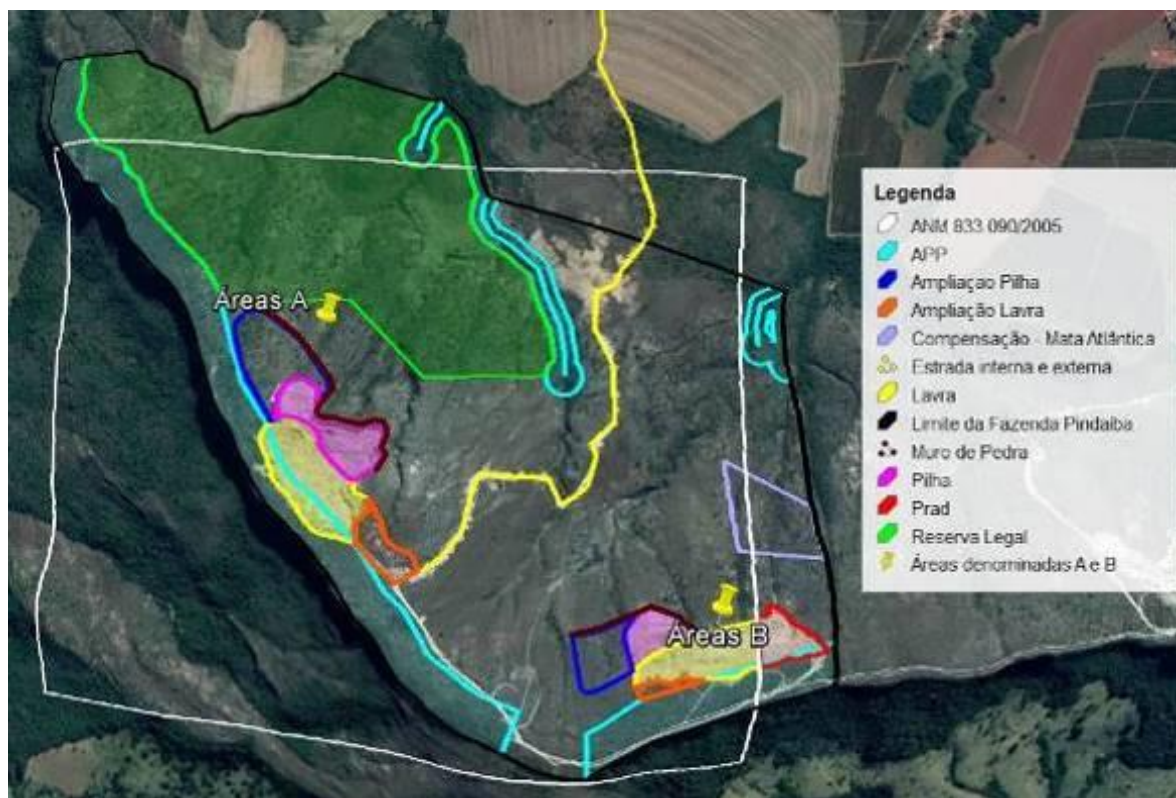 Legenda
ANM 833.090/2005
APP
Ampliaçao Pilha
Ampliação Lavra
Compensação - Mata Atlântica
Estrada interna e externa
Lavra
Limite da Fazenda Pindaíba
Muro de Pedra
Pilha
Prad
Reserva Legal
Áreas denominadas A e B
Áreas A
Áreas B